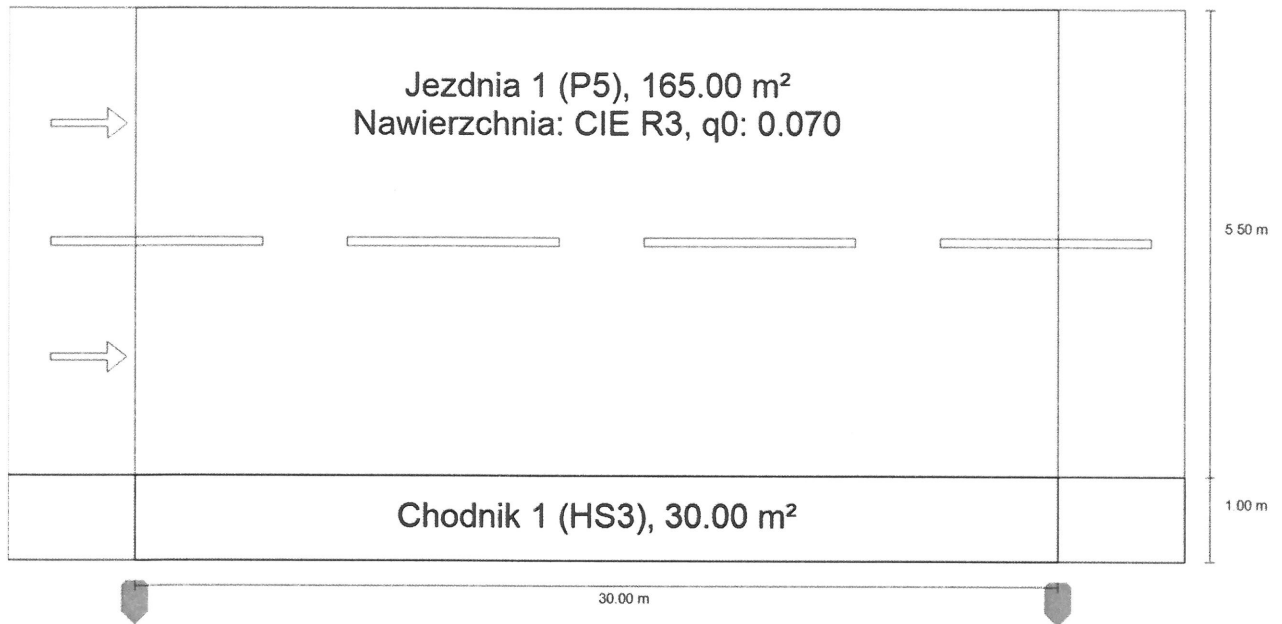 Jezdnia 1 (P5), 165.00 m²
Nawierzchnia: CIE R3, q0: 0.070
5 50 m
Chodnik 1 (HS3), 30.00 m²
1 00 m
30.00 m